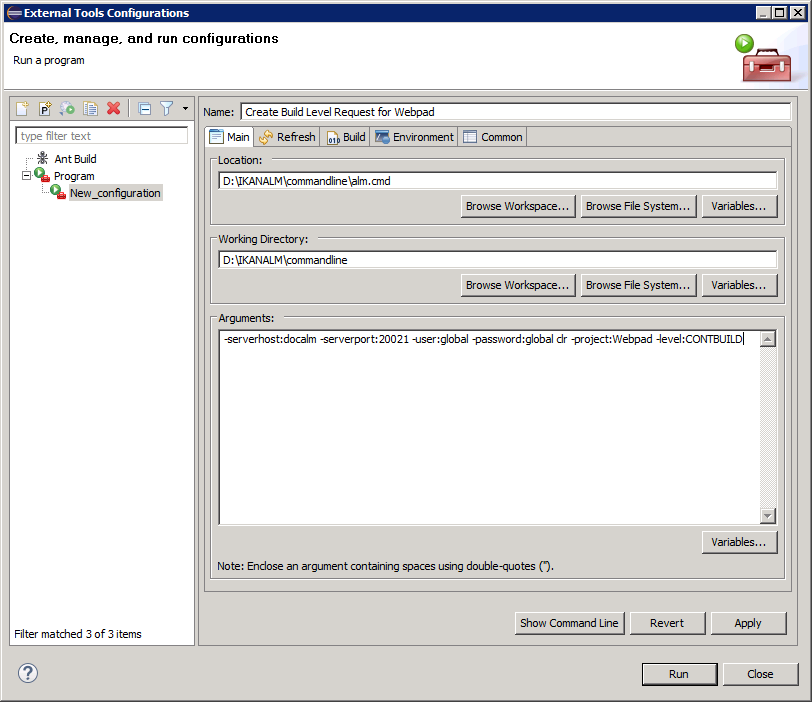 External Tools Configurations
Create, manage, and run configurations
Run a program
type filter text
Ant Build
Program
New_configuration
Filter matched 3 of 3 items
Name: Create Build Level Request for Webpad
Main Refresh Build Environment Common
Location:
D:\IKANALM\commandline\alm.cmd
Browse Workspace... Browse File System... Variables...
Working Directory:
D:\IKANALM\commandline
Browse Workspace... Browse File System... Variables...
Arguments:
-serverhost:docalm -serverport:20021 -user:global -password:global clr -project:Webpad -level:CONTBUILD
Variables...
Note: Enclose an argument containing spaces using double-quotes (").
Show Command Line Revert Apply
Run Close